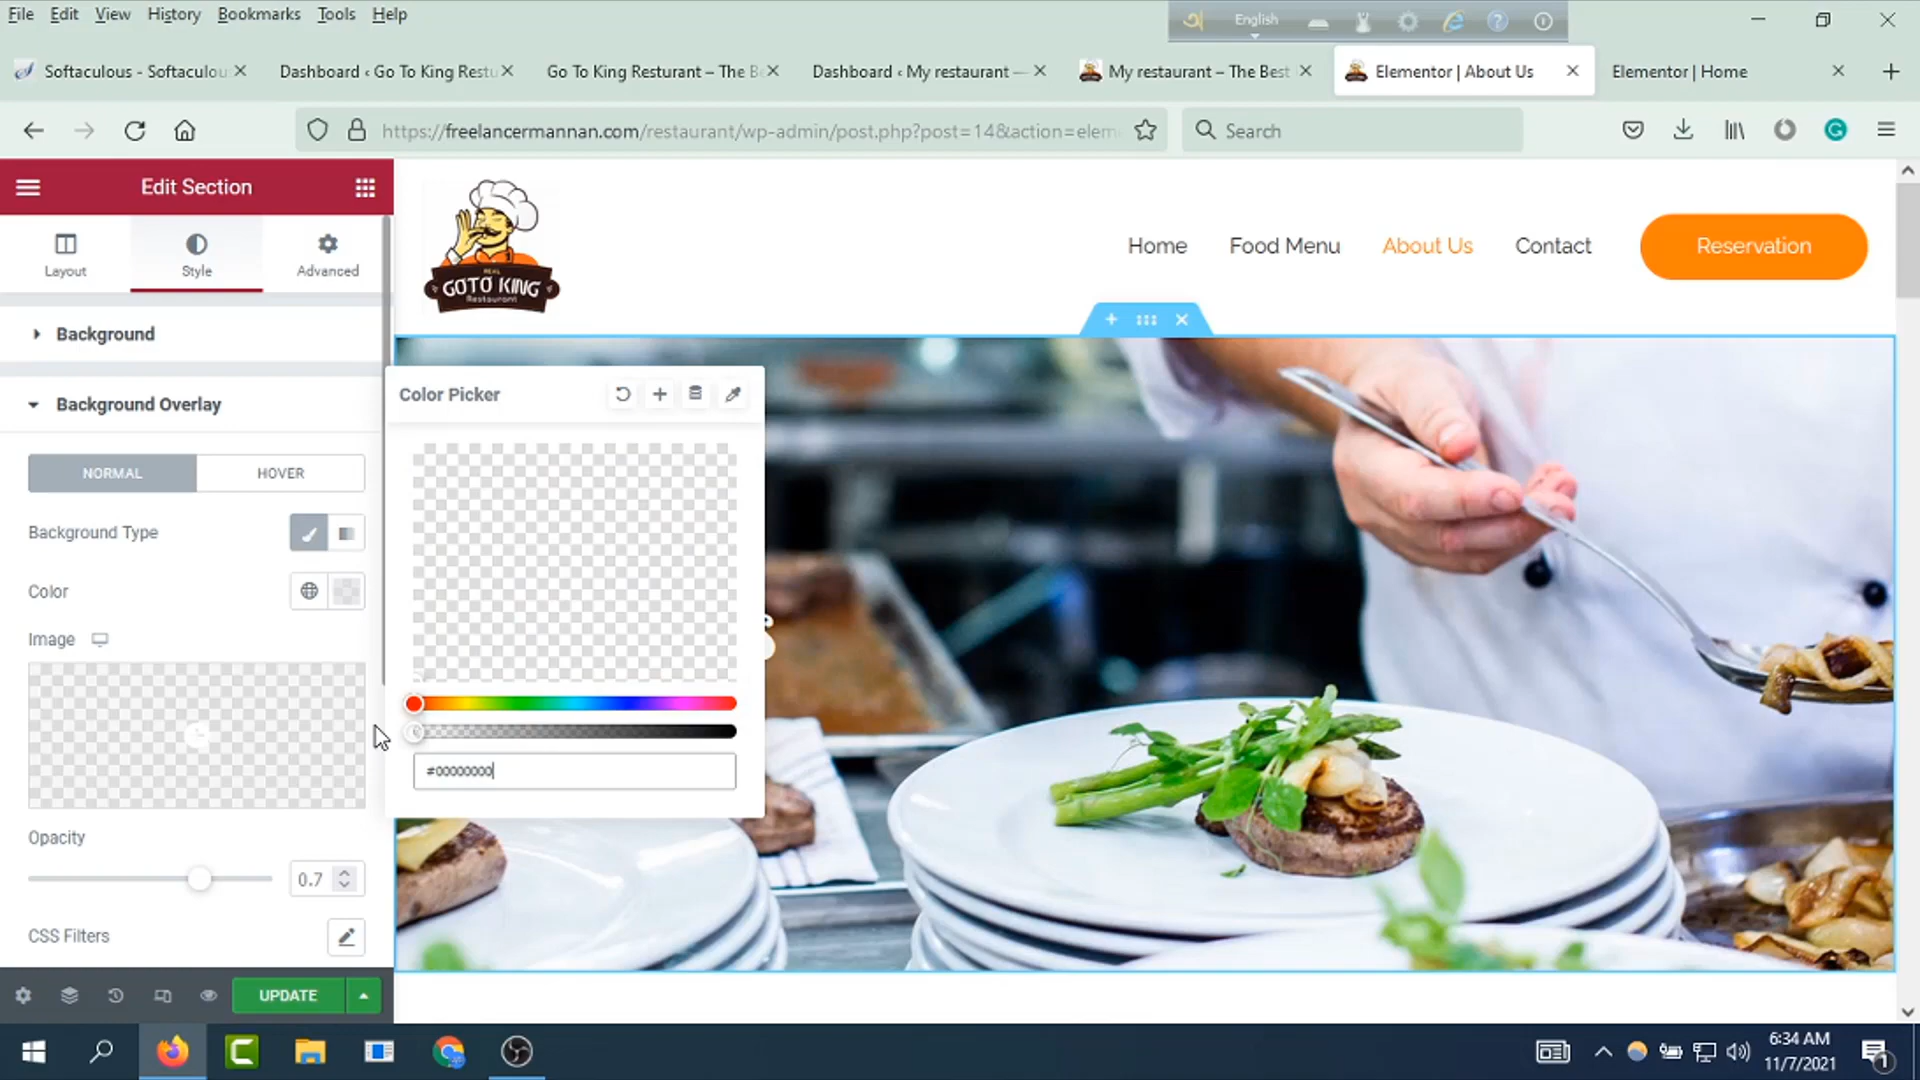 File Edit View History Bookmarks Tools Help
English
Softaculous - Softaculou
Dashboard ‹ Go To King Restu
Go To King Resturant – The B
Dashboard ‹ My restaurant —
My restaurant – The Best
Elementor | About Us
Elementor | Home
https://freelancermannan.com/restaurant/wp-admin/post.php?post=14&action=elem
Search
Edit Section
Layout
Style
Advanced
Background
Background Overlay
NORMAL
HOVER
Background Type
Color
Image
Opacity
0.7
CSS Filters
UPDATE
Color Picker
#00000000
REAL
GOTO KING
Restaurant
Home
Food Menu
About Us
Contact
Reservation
6:34 AM
11/7/2021
1